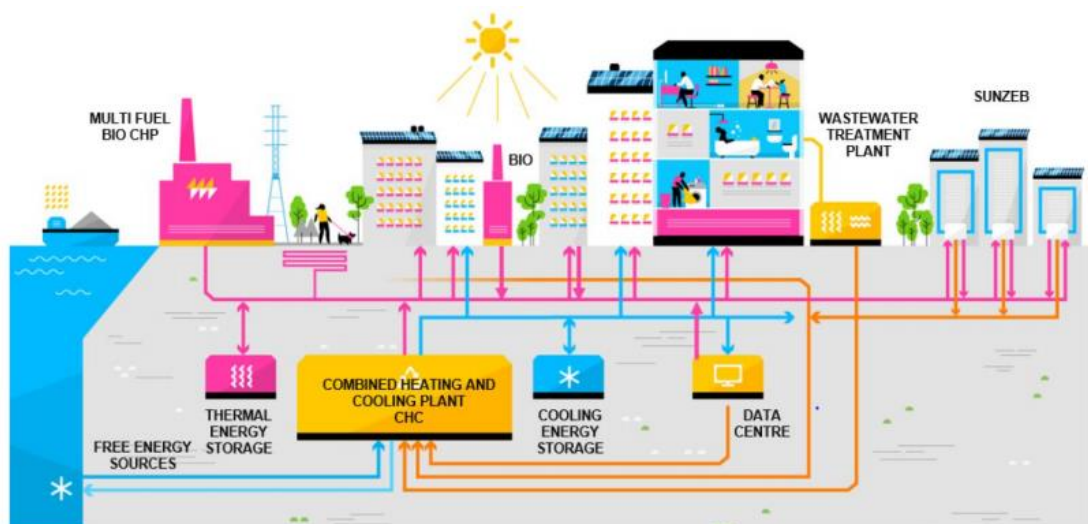 MULTI FUEL
BIO CHP
BIO
WASTEWATER
TREATMENT
PLANT
SUNZEB
THERMAL
ENERGY
STORAGE
COMBINED HEATING AND
COOLING PLANT
CHC
COOLING
ENERGY
STORAGE
DATA
CENTRE
FREE ENERGY
SOURCES